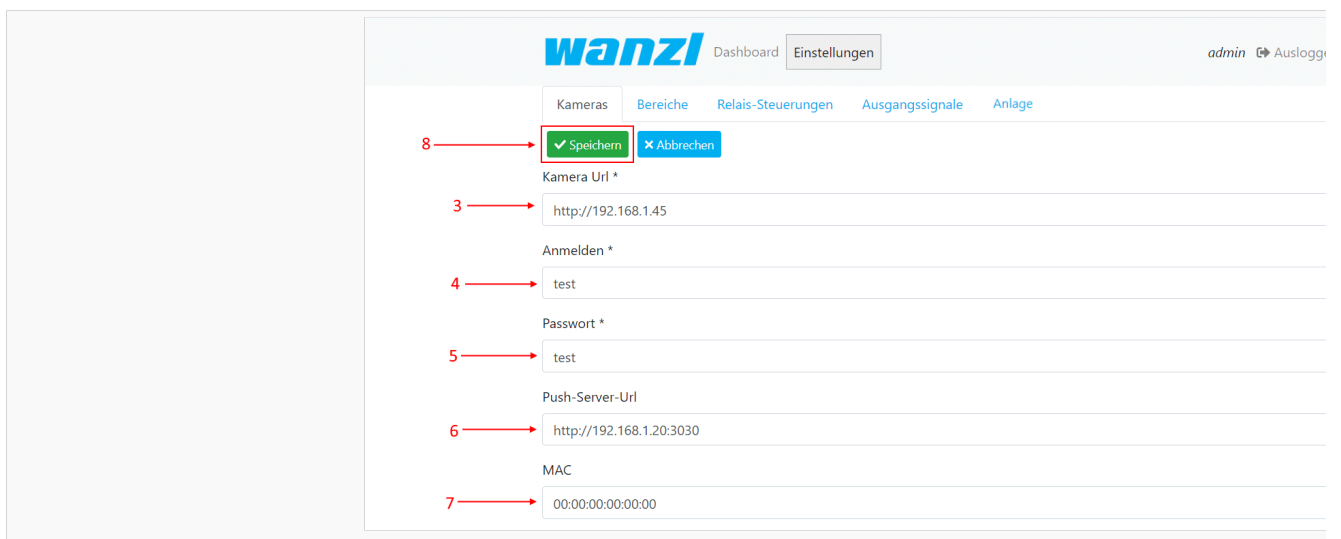 wanzl Dashboard Einstellungen admin Auslogge
Kameras Bereiche Relais-Steuerungen Ausgangssignale Anlage
8 Speichern Abbrechen
Kamera Url *
3 http://192.168.1.45
Anmelden *
4 test
Passwort *
5 test
Push-Server-Url
6 http://192.168.1.20:3030
MAC
7 00:00:00:00:00:00